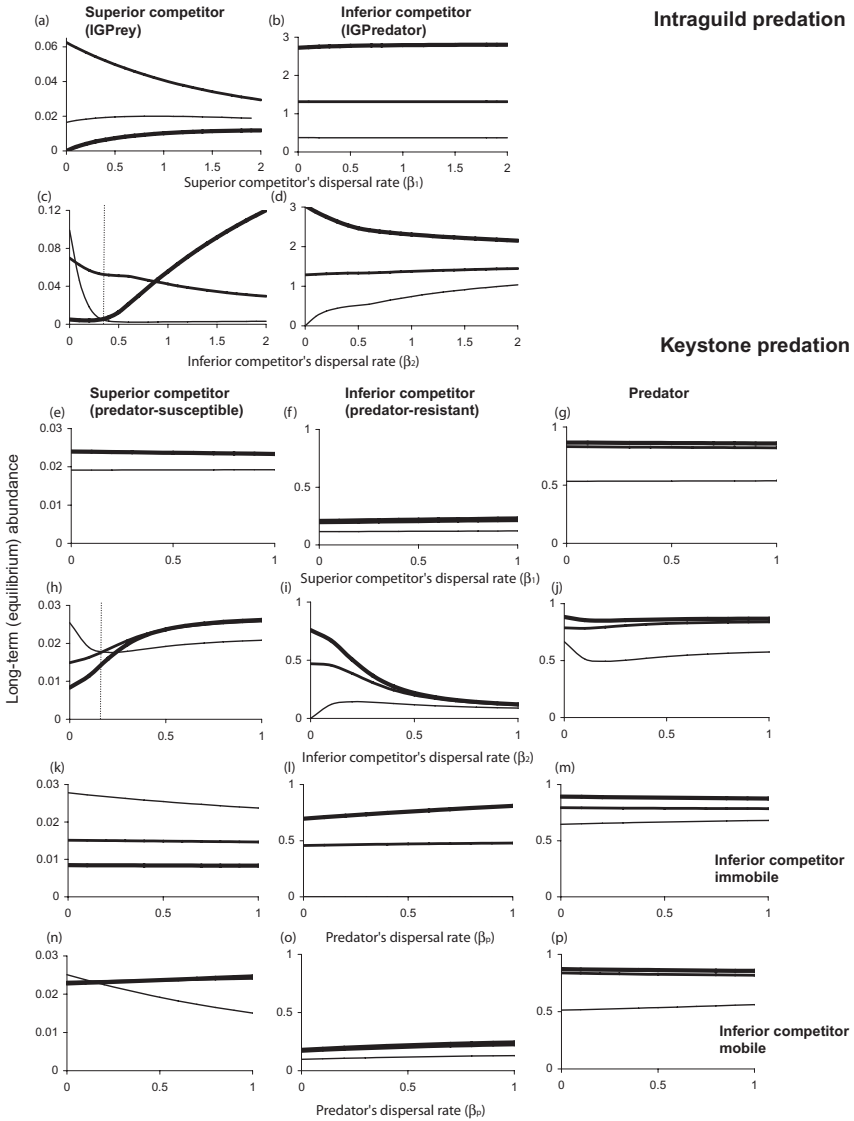 Superior competitor
(IGPrey)
Inferior competitor
(IGPredator)
Intraguild predation
(a)
(b)
0.06
0.04
0.02
0
0 0.5 1 1.5 2
3
2
1
0
0 0.5 1 1.5 2
Superior competitor's dispersal rate (β1)
(c)
(d)
0.12
0.08
0.04
0
0 0.5 1 1.5 2
3
2
1
0
0 0.5 1 1.5 2
Inferior competitor's dispersal rate (β2)
Keystone predation
Superior competitor
(predator-susceptible)
Inferior competitor
(predator-resistant)
Predator
Long-term (equilibrium) abundance
(e)
(f)
(g)
0.03
0.02
0.01
0
0 0.5 1
1
0.5
0
0 0.5 1
1
0.5
0
0 0.5 1
Superior competitor's dispersal rate (β1)
(h)
(i)
(j)
0.03
0.02
0.01
0
0 0.5 1
1
0.5
0
0 0.5 1
1
0.5
0
0 0.5 1
Inferior competitor's dispersal rate (β2)
(k)
(l)
(m)
0.03
0.02
0.01
0
0 0.5 1
1
0.5
0
0 0.5 1
1
0.5
0
0 0.5 1
Inferior competitor
immobile
Predator's dispersal rate (βp)
(n)
(o)
(p)
0.03
0.02
0.01
0
0 0.5 1
1
0.5
0
0 0.5 1
1
0.5
0
0 0.5 1
Inferior competitor
mobile
Predator's dispersal rate (βp)